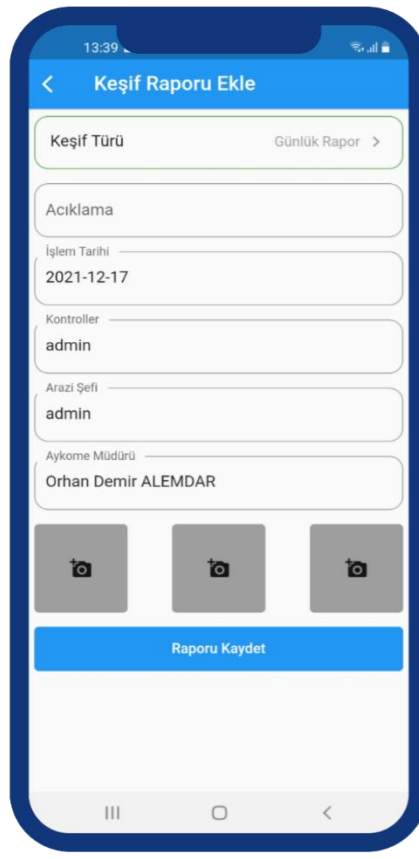 13:39
Keşif Raporu Ekle
Keşif Türü
Günlük Rapor
Acıklama
İşlem Tarihi
2021-12-17
Kontroller
admin
Arazi Şefi
admin
Aykome Müdürü
Orhan Demir ALEMDAR
Raporu Kaydet